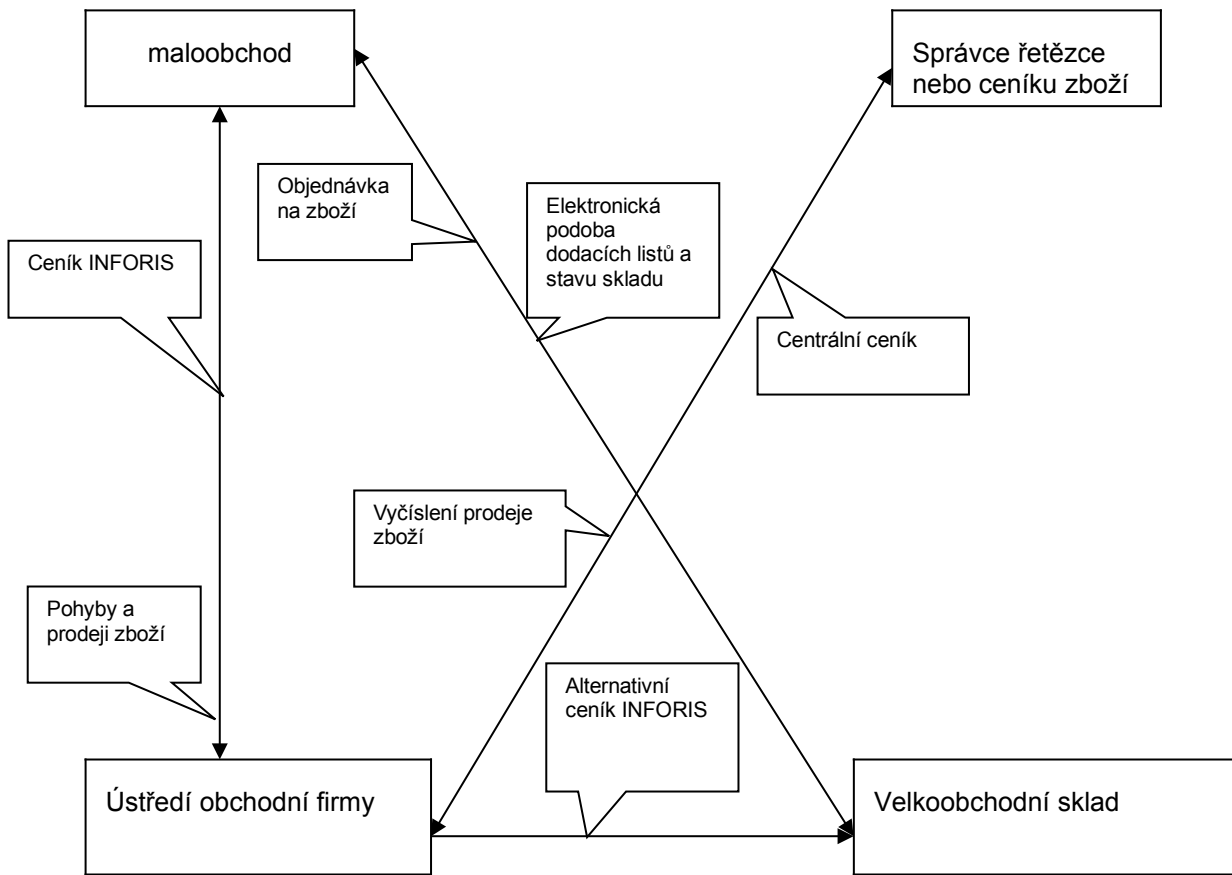 maloobchod
Správce řetězce
nebo ceníku zboží
Objednávka
na zboží
Elektronická
podoba
dodacích listů a
stavu skladu
Ceník INFORIS
Centrální ceník
Vyčíslení prodeje
zboží
Pohyby a
prodeji zboží
Alternativní
ceník INFORIS
Ústředí obchodní firmy
Velkoobchodní sklad